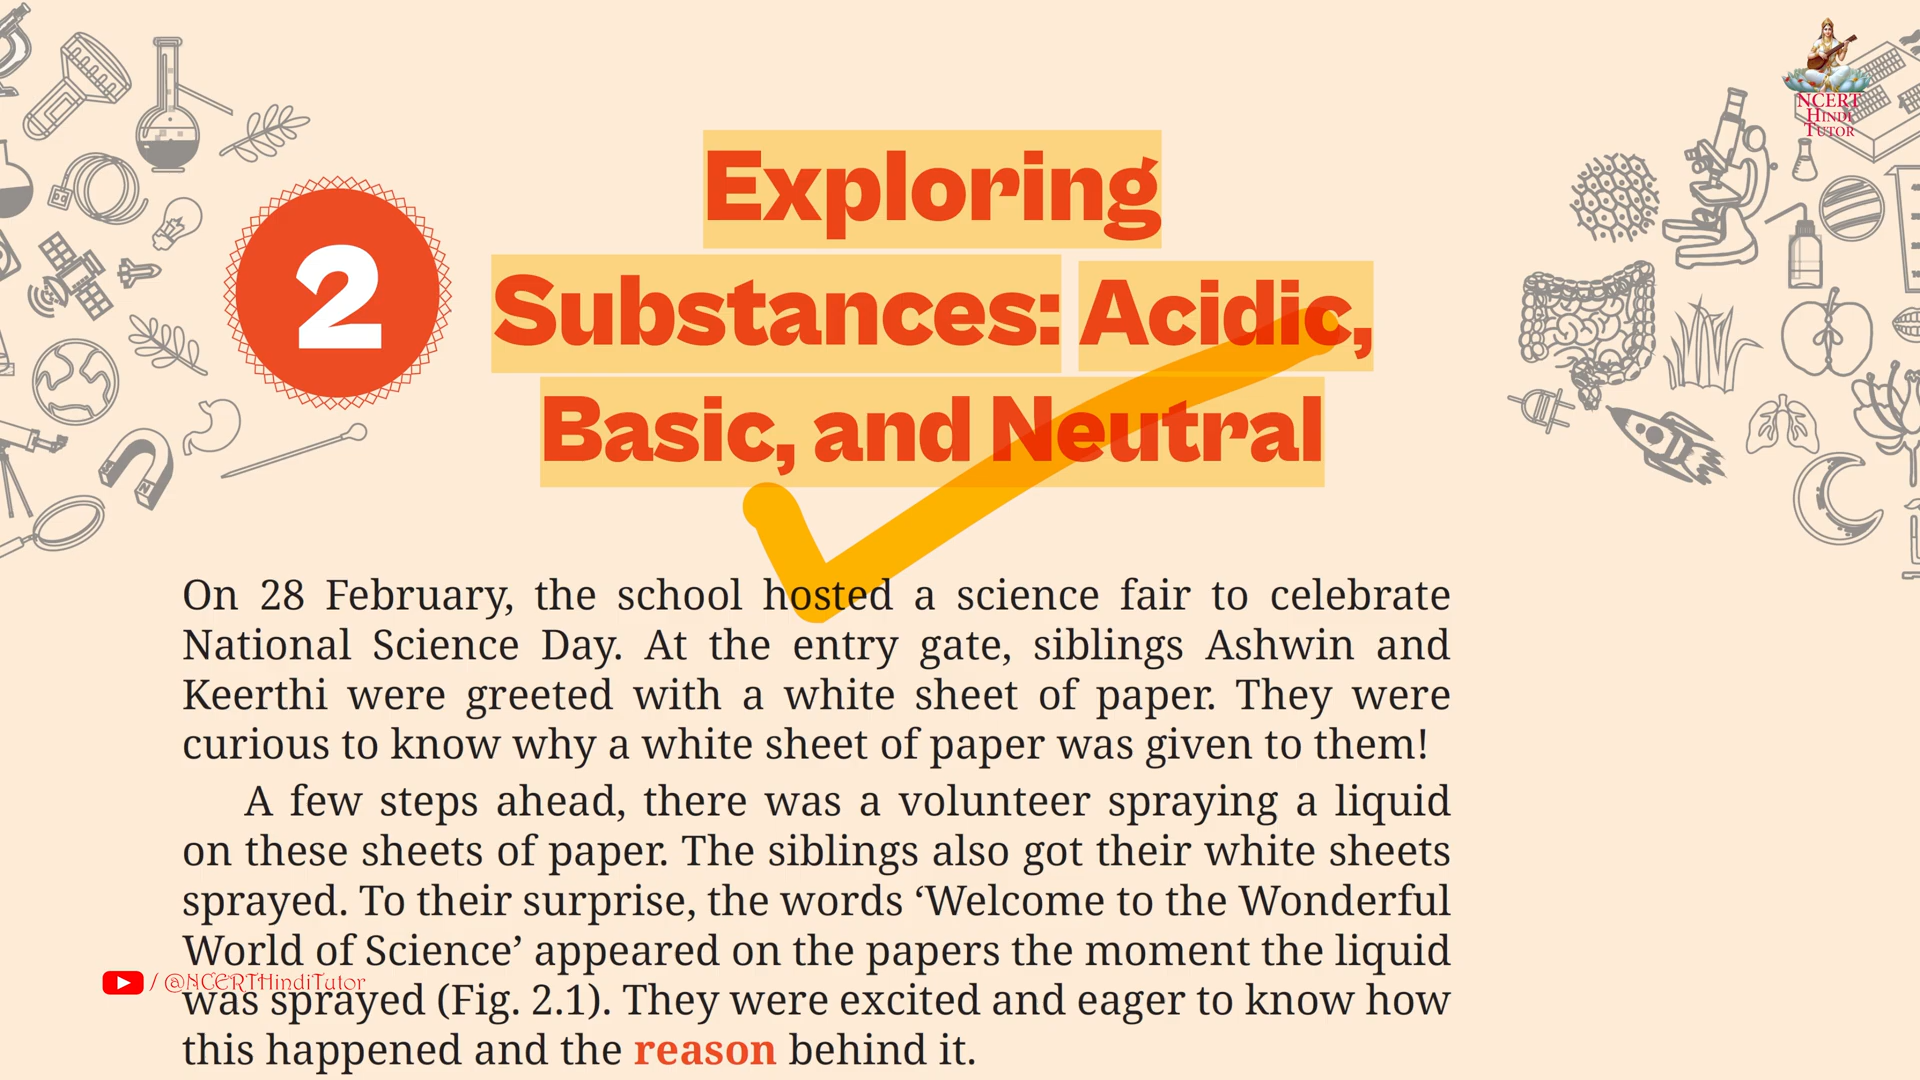 NCERT
HINDI
TUTOR
2
Exploring
Substances: Acidic,
Basic, and Neutral
On 28 February, the school hosted a science fair to celebrate
National Science Day. At the entry gate, siblings Ashwin and
Keerthi were greeted with a white sheet of paper. They were
curious to know why a white sheet of paper was given to them!
A few steps ahead, there was a volunteer spraying a liquid
on these sheets of paper. The siblings also got their white sheets
sprayed. To their surprise, the words ‘Welcome to the Wonderful
World of Science’ appeared on the papers the moment the liquid
/ @NCERTHindiTutor
was sprayed (Fig. 2.1). They were excited and eager to know how
this happened and the reason behind it.